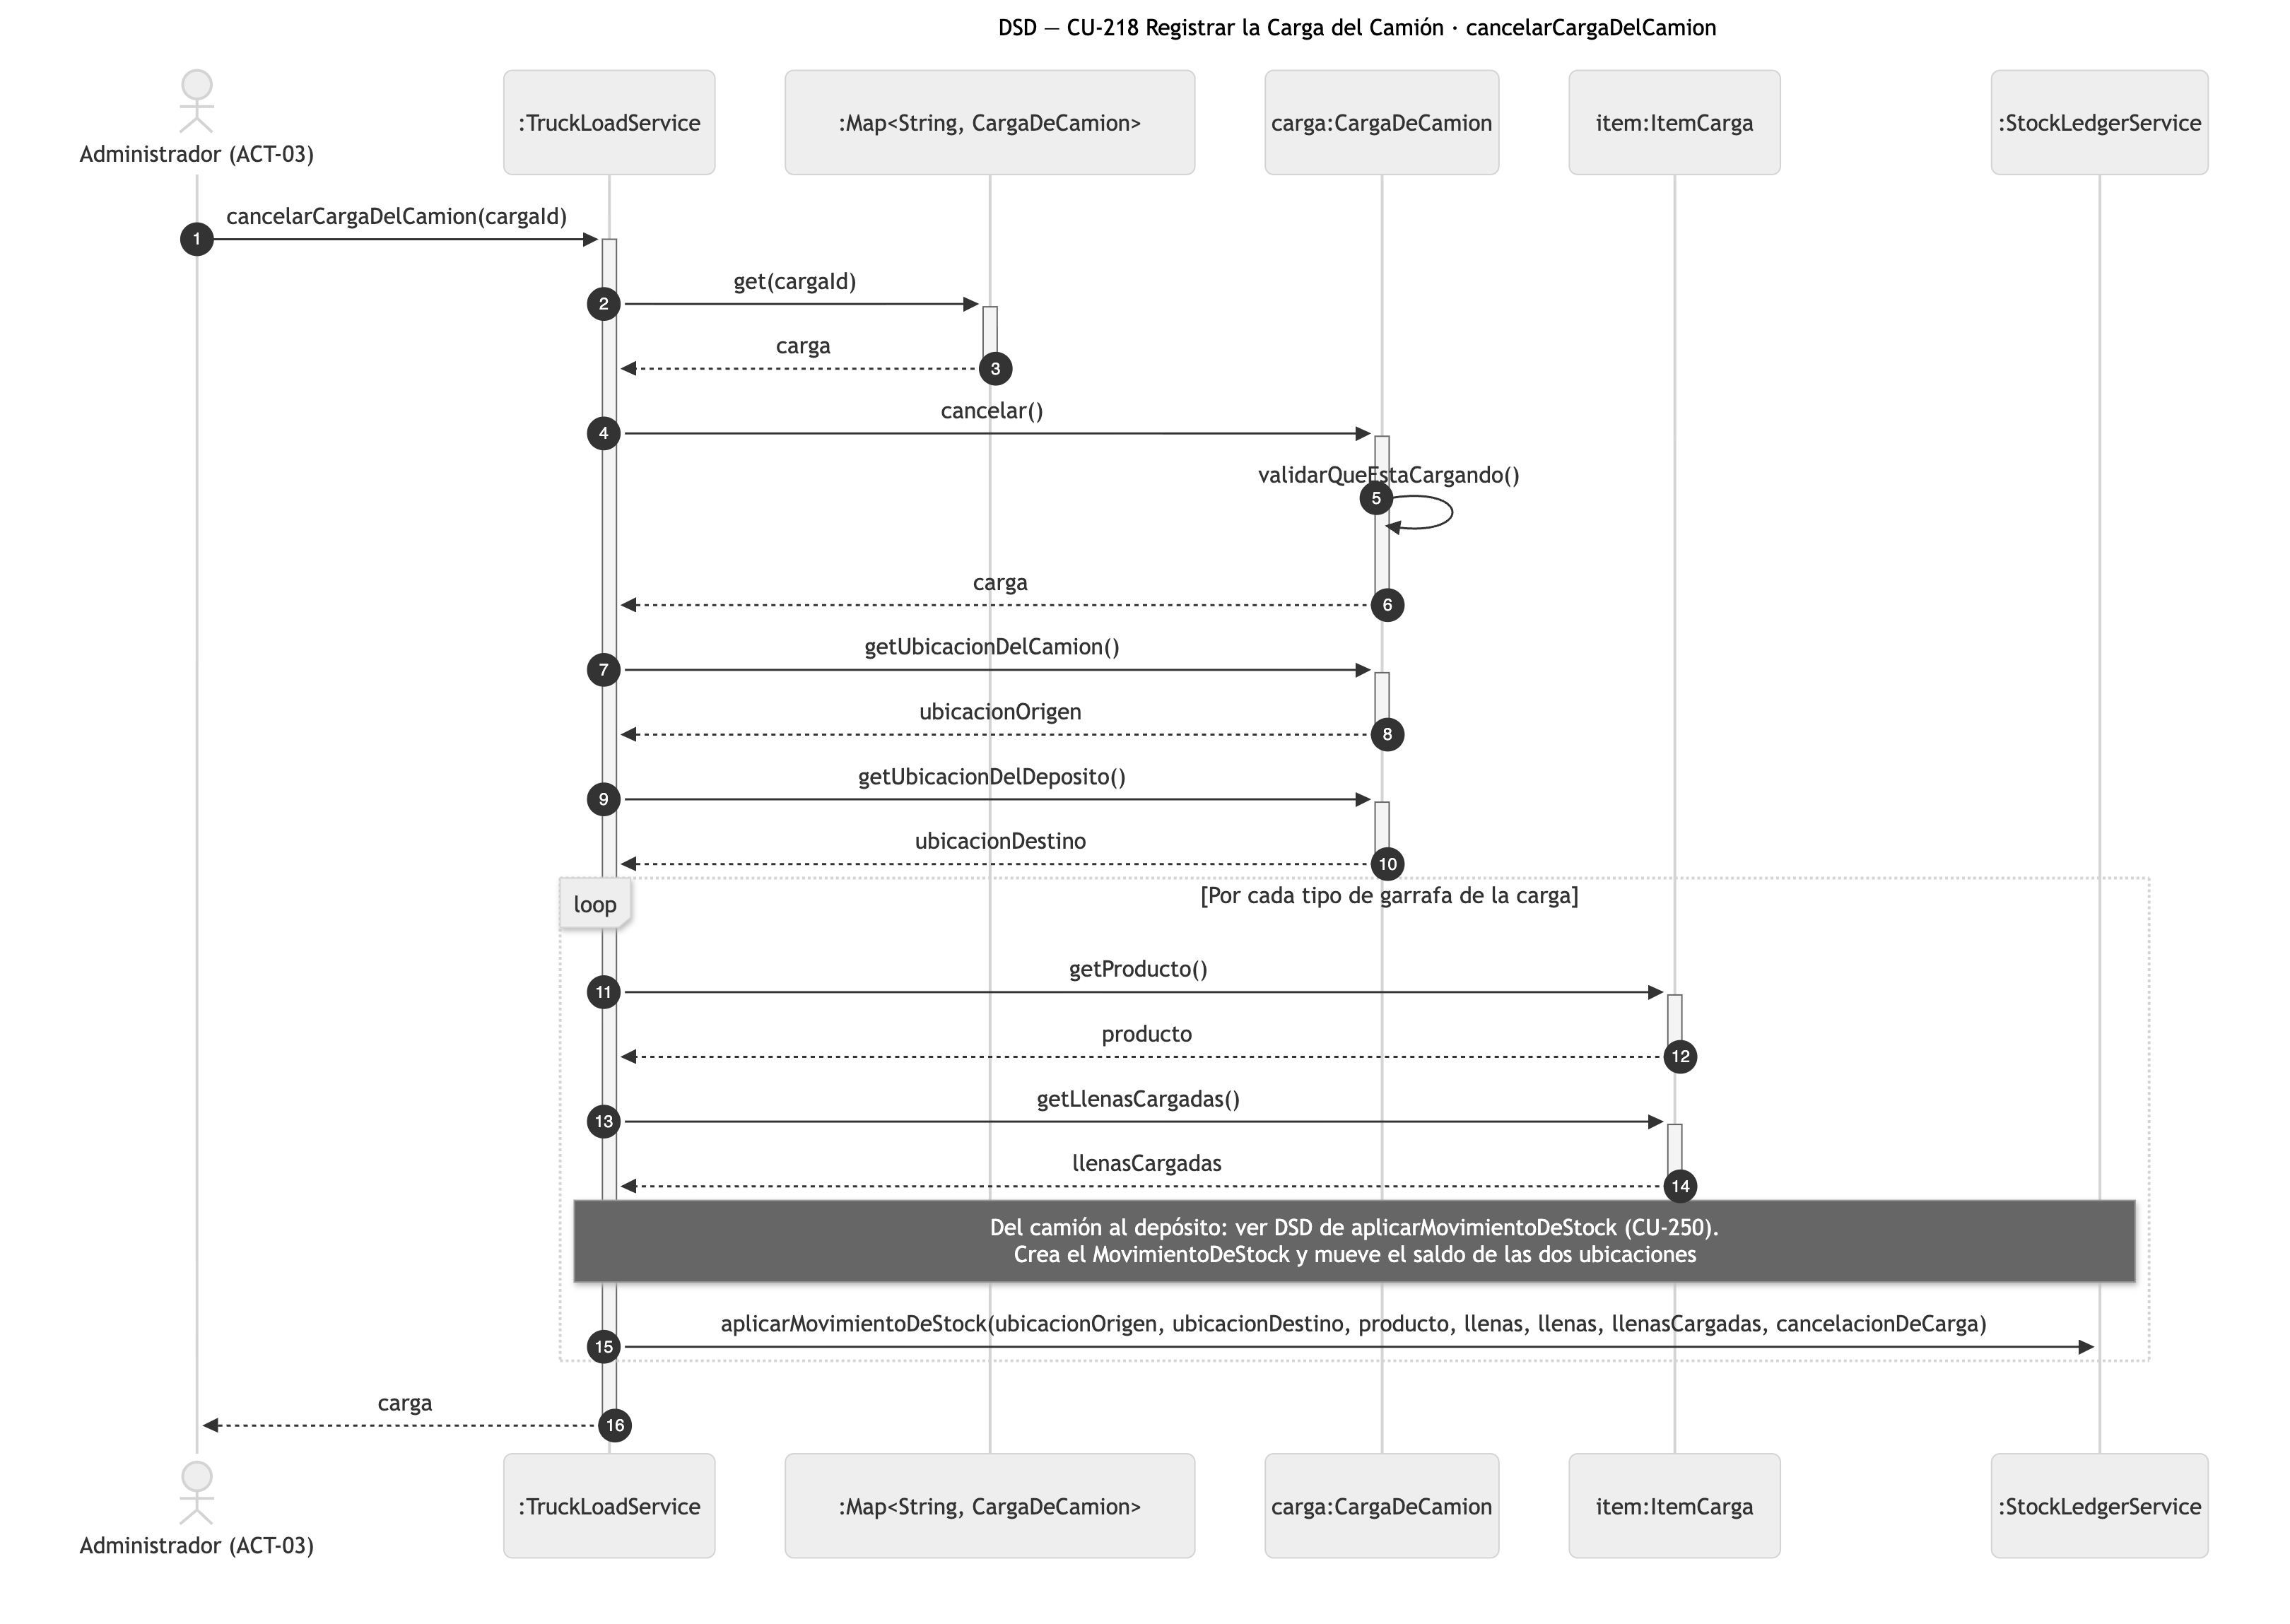 DSD — CU-218 Registrar la Carga del Camión · cancelarCargaDelCamion
Administrador (ACT-03)
:TruckLoadService
:Map<String, CargaDeCamion>
carga:CargaDeCamion
item:ItemCarga
:StockLedgerService
cancelarCargaDelCamion(cargaId)
1
get(cargaId)
2
carga
3
cancelar()
4
validarQueEstaCargando()
5
carga
6
getUbicacionDelCamion()
7
ubicacionOrigen
8
getUbicacionDelDeposito()
9
ubicacionDestino
10
loop
[Por cada tipo de garrafa de la carga]
getProducto()
11
producto
12
getLlenasCargadas()
13
llenasCargadas
14
Del camión al depósito: ver DSD de aplicarMovimientoDeStock (CU-250).
Crea el MovimientoDeStock y mueve el saldo de las dos ubicaciones
aplicarMovimientoDeStock(ubicacionOrigen, ubicacionDestino, producto, llenas, llenas, llenasCargadas, cancelacionDeCarga)
15
carga
16
Administrador (ACT-03)
:TruckLoadService
:Map<String, CargaDeCamion>
carga:CargaDeCamion
item:ItemCarga
:StockLedgerService